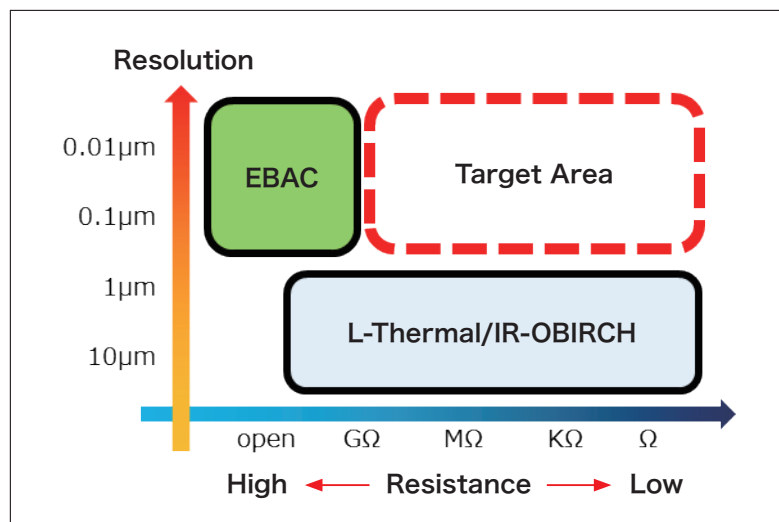 Resolution
0.01μm
0.1μm
1μm
10μm
EBAC
Target Area
L-Thermal/IR-OBIRCH
open GΩ MΩ KΩ Ω
High Resistance Low